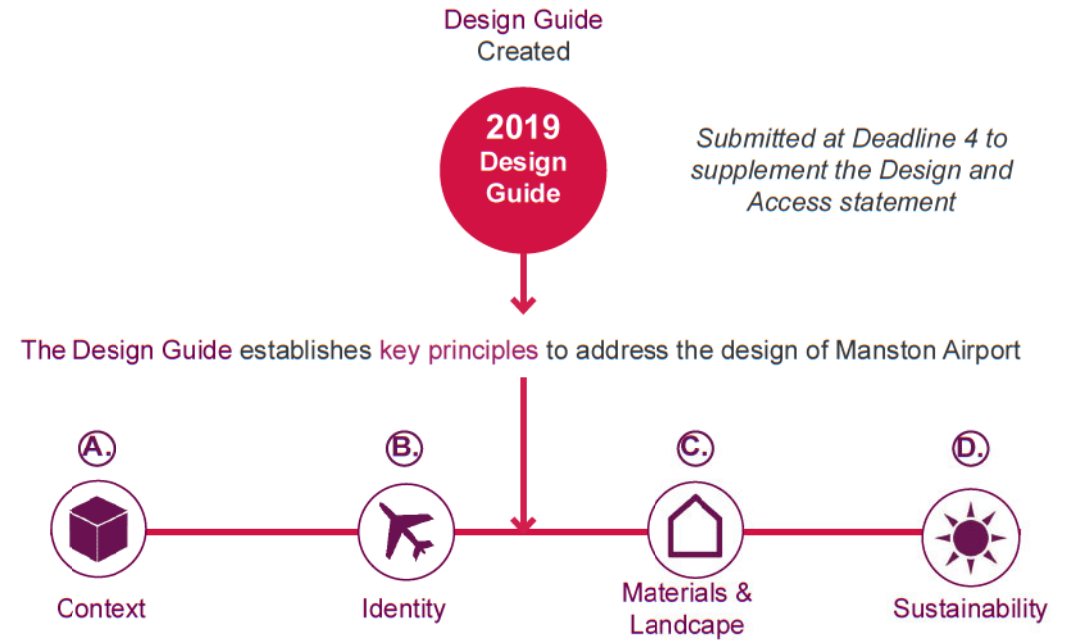 Design Guide
Created
2019
Design
Guide
Submitted at Deadline 4 to
supplement the Design and
Access statement
The Design Guide establishes key principles to address the design of Manston Airport
A.
B.
C.
D.
Context
Identity
Materials &
Landscape
Sustainability